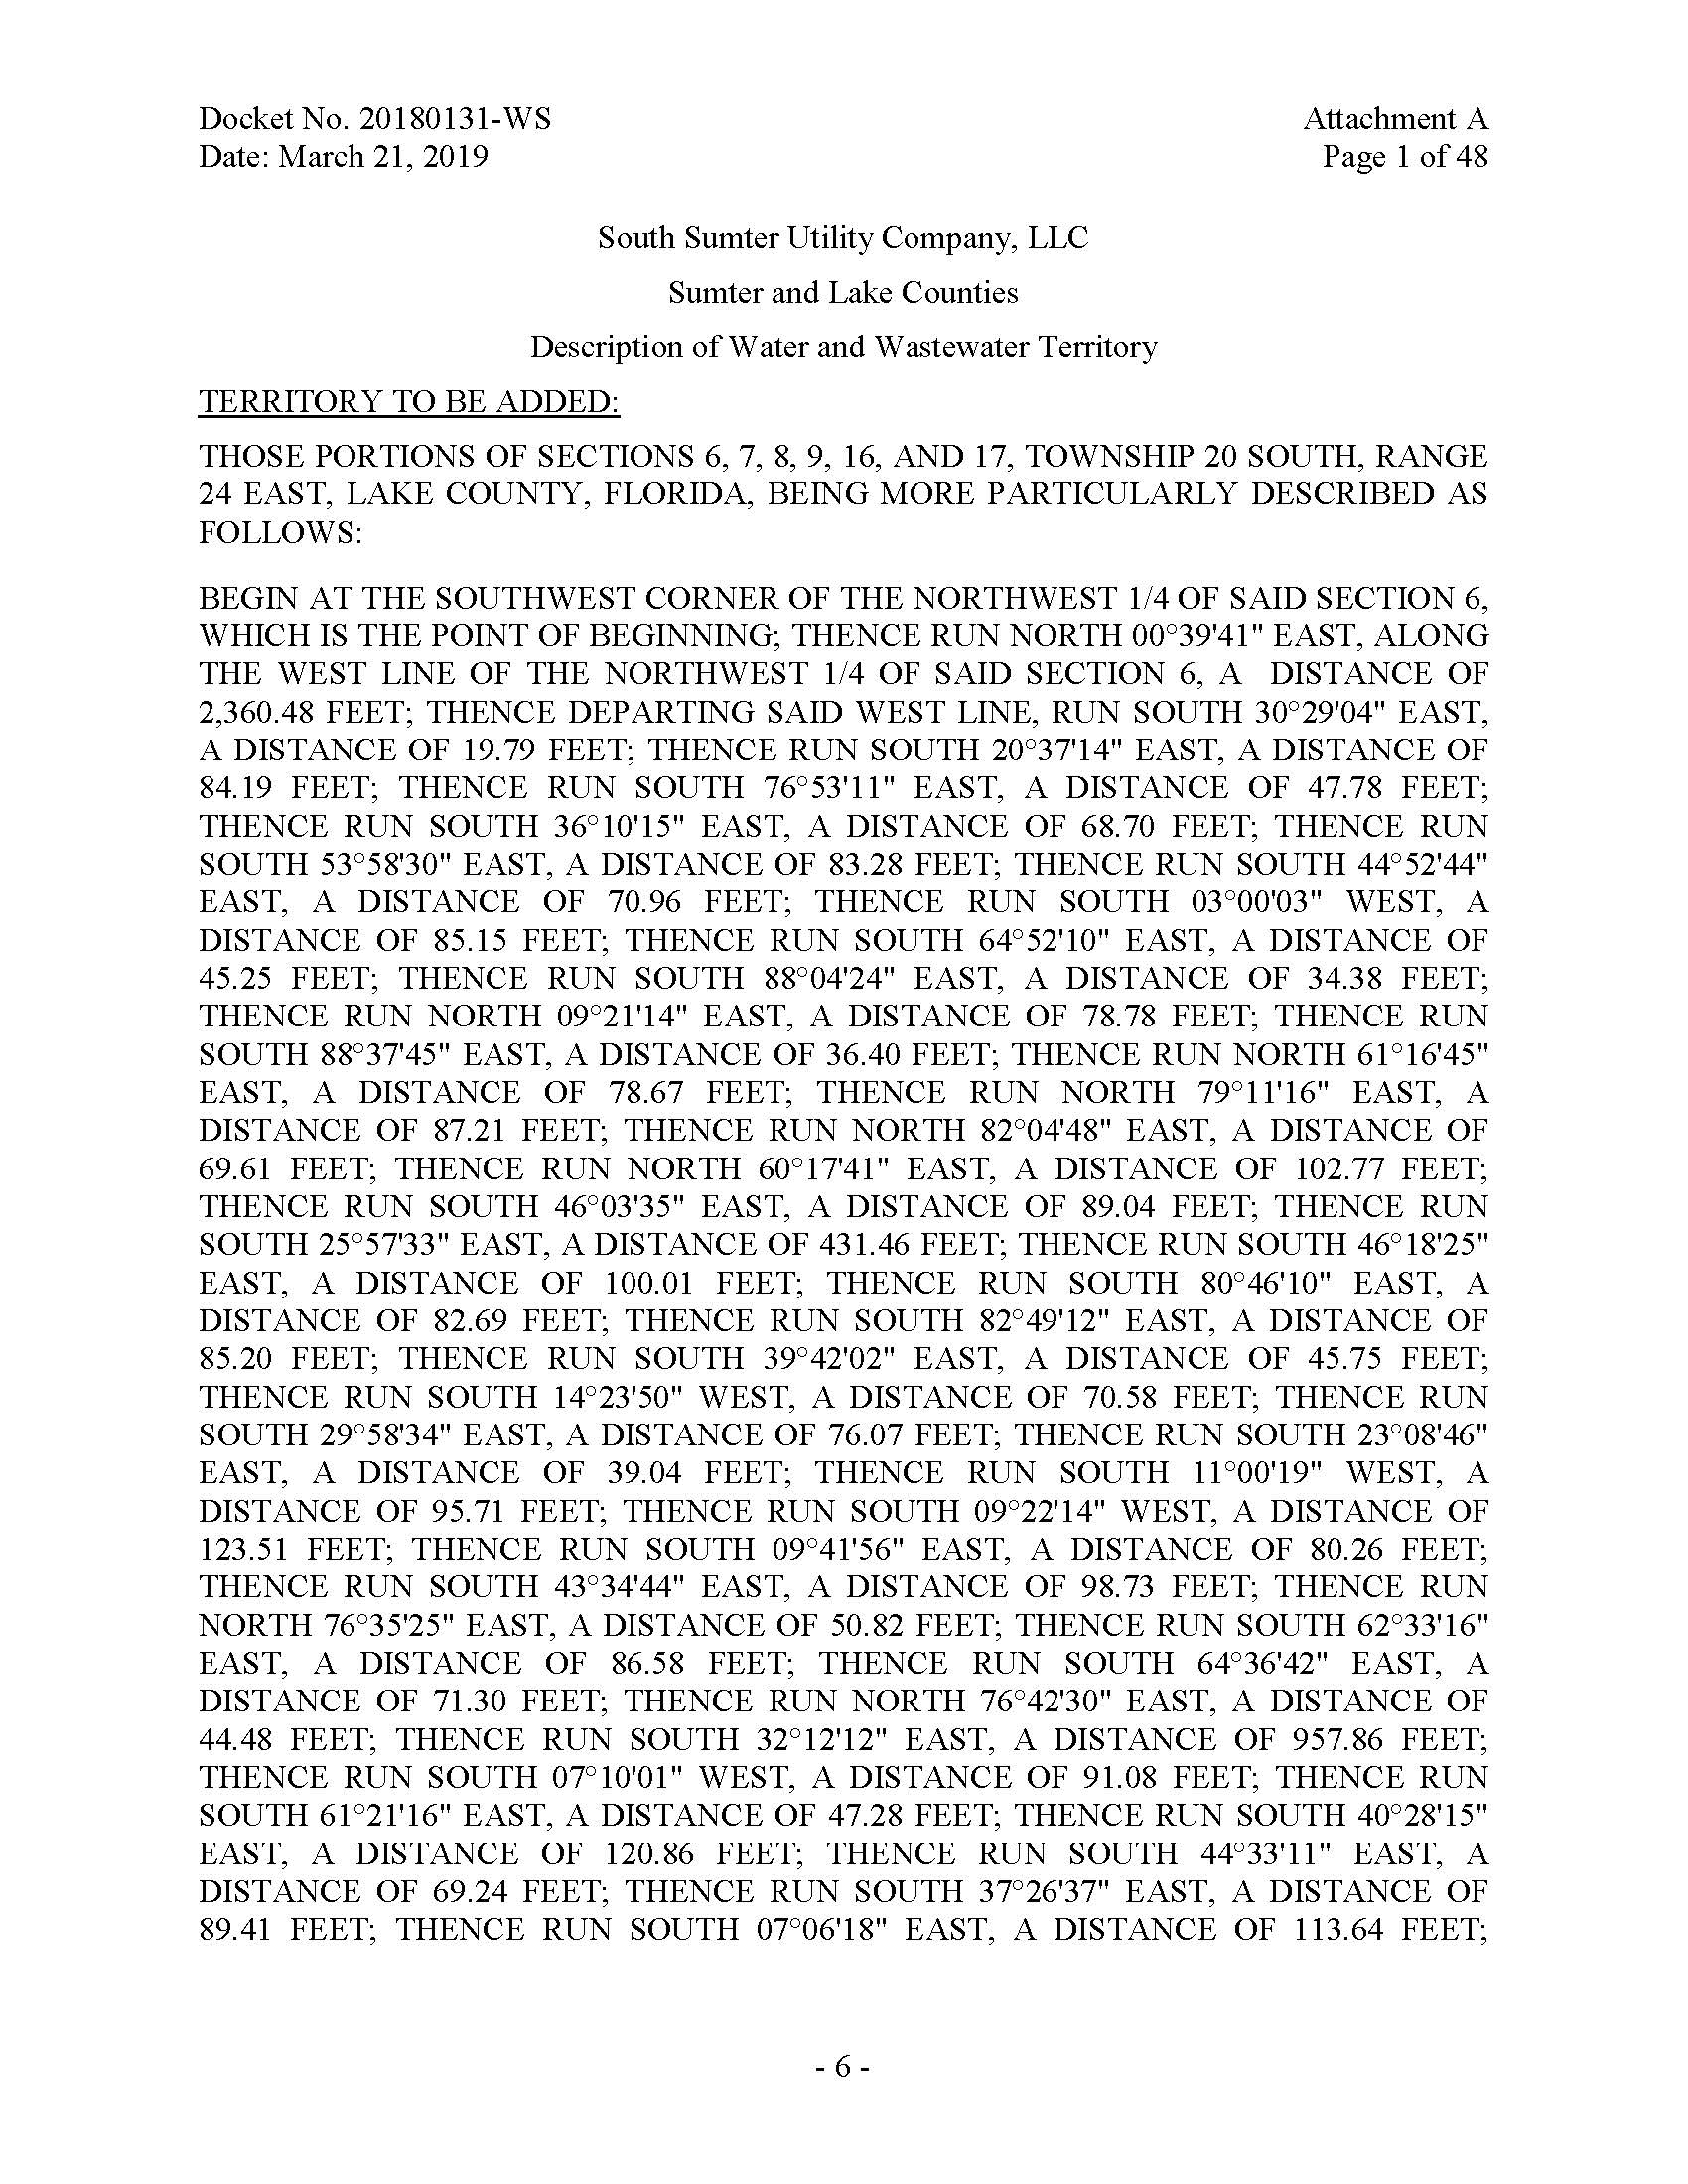 Docket No. 20180131-WS
Date: March 21, 2019
Attachment A
Page 1 of 48
South Sumter Utility Company, LLC
Sumter and Lake Counties
Description of Water and Wastewater Territory
TERRITORY TO BE ADDED:
THOSE PORTIONS OF SECTIONS 6, 7, 8, 9, 16, AND 17, TOWNSHIP 20 SOUTH, RANGE
24 EAST, LAKE COUNTY, FLORIDA, BEING MORE PARTICULARLY DESCRIBED AS
FOLLOWS:
BEGIN AT THE SOUTHWEST CORNER OF THE NORTHWEST 1/4 OF SAID SECTION 6,
WHICH IS THE POINT OF BEGINNING; THENCE RUN NORTH 00°39'41" EAST, ALONG
THE WEST LINE OF THE NORTHWEST 1/4 OF SAID SECTION 6, A DISTANCE OF
2,360.48 FEET; THENCE DEPARTING SAID WEST LINE, RUN SOUTH 30°29'04" EAST,
A DISTANCE OF 19.79 FEET; THENCE RUN SOUTH 20°37'14" EAST, A DISTANCE OF
84.19 FEET; THENCE RUN SOUTH 76°53'11" EAST, A DISTANCE OF 47.78 FEET;
THENCE RUN SOUTH 36°10'15" EAST, A DISTANCE OF 68.70 FEET; THENCE RUN
SOUTH 53°58'30" EAST, A DISTANCE OF 83.28 FEET; THENCE RUN SOUTH 44°52'44"
EAST, A DISTANCE OF 70.96 FEET; THENCE RUN SOUTH 03°00'03" WEST, A
DISTANCE OF 85.15 FEET; THENCE RUN SOUTH 64°52'10" EAST, A DISTANCE OF
45.25 FEET; THENCE RUN SOUTH 88°04'24" EAST, A DISTANCE OF 34.38 FEET;
THENCE RUN NORTH 09°21'14" EAST, A DISTANCE OF 78.78 FEET; THENCE RUN
SOUTH 88°37'45" EAST, A DISTANCE OF 36.40 FEET; THENCE RUN NORTH 61°16'45"
EAST, A DISTANCE OF 78.67 FEET; THENCE RUN NORTH 79°11'16" EAST, A
DISTANCE OF 87.21 FEET; THENCE RUN NORTH 82°04'48" EAST, A DISTANCE OF
69.61 FEET; THENCE RUN NORTH 60°17'41" EAST, A DISTANCE OF 102.77 FEET;
THENCE RUN SOUTH 46°03'35" EAST, A DISTANCE OF 89.04 FEET; THENCE RUN
SOUTH 25°57'33" EAST, A DISTANCE OF 431.46 FEET; THENCE RUN SOUTH 46°18'25"
EAST, A DISTANCE OF 100.01 FEET; THENCE RUN SOUTH 80°46'10" EAST, A
DISTANCE OF 82.69 FEET; THENCE RUN SOUTH 82°49'12" EAST, A DISTANCE OF
85.20 FEET; THENCE RUN SOUTH 39°42'02" EAST, A DISTANCE OF 45.75 FEET;
THENCE RUN SOUTH 14°23'50" WEST, A DISTANCE OF 70.58 FEET; THENCE RUN
SOUTH 29°58'34" EAST, A DISTANCE OF 76.07 FEET; THENCE RUN SOUTH 23°08'46"
EAST, A DISTANCE OF 39.04 FEET; THENCE RUN SOUTH 11°00'19" WEST, A
DISTANCE OF 95.71 FEET; THENCE RUN SOUTH 09°22'14" WEST, A DISTANCE OF
123.51 FEET; THENCE RUN SOUTH 09°41'56" EAST, A DISTANCE OF 80.26 FEET;
THENCE RUN SOUTH 43°34'44" EAST, A DISTANCE OF 98.73 FEET; THENCE RUN
NORTH 76°35'25" EAST, A DISTANCE OF 50.82 FEET; THENCE RUN SOUTH 62°33'16"
EAST, A DISTANCE OF 86.58 FEET; THENCE RUN SOUTH 64°36'42" EAST, A
DISTANCE OF 71.30 FEET; THENCE RUN NORTH 76°42'30" EAST, A DISTANCE OF
44.48 FEET; THENCE RUN SOUTH 32°12'12" EAST, A DISTANCE OF 957.86 FEET;
THENCE RUN SOUTH 07°10'01" WEST, A DISTANCE OF 91.08 FEET; THENCE RUN
SOUTH 61°21'16" EAST, A DISTANCE OF 47.28 FEET; THENCE RUN SOUTH 40°28'15"
EAST, A DISTANCE OF 120.86 FEET; THENCE RUN SOUTH 44°33'11" EAST, A
DISTANCE OF 69.24 FEET; THENCE RUN SOUTH 37°26'37" EAST, A DISTANCE OF
89.41 FEET; THENCE RUN SOUTH 07°06'18" EAST, A DISTANCE OF 113.64 FEET;
- 6 -